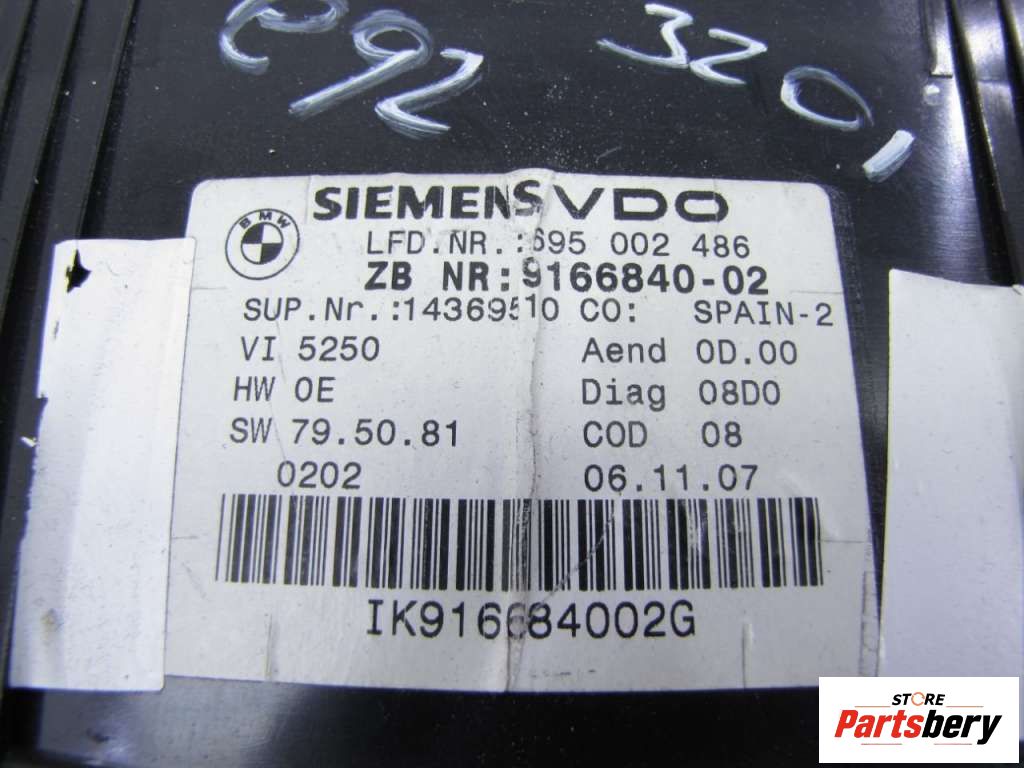 e92 320,
SIEMENS VDO
BMW
LFD.NR.:695 002 486
ZB NR:9166840-02
SUP.Nr.:14369510 CO: SPAIN-2
VI 5250 Aend 0D.00
HW 0E Diag 08D0
SW 79.50.81 COD 08
0202 06.11.07
IK916684002G
STORE
Partsbery